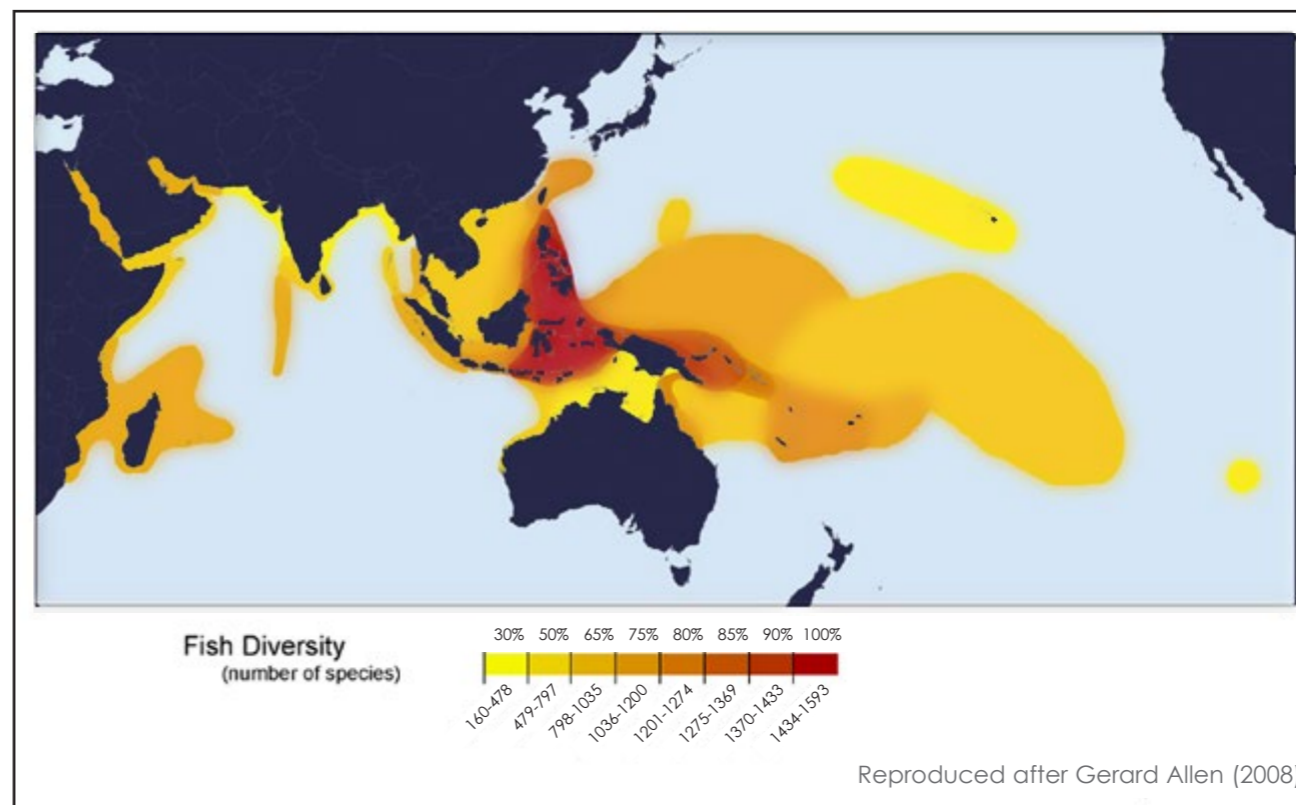 Fish Diversity
(number of species)
30% 50% 65% 75% 80% 85% 90% 100%
160-478 479-797 798-1035 1036-1200 1201-1274 1275-1369 1370-1433 1434-1593
Reproduced after Gerard Allen (2008)